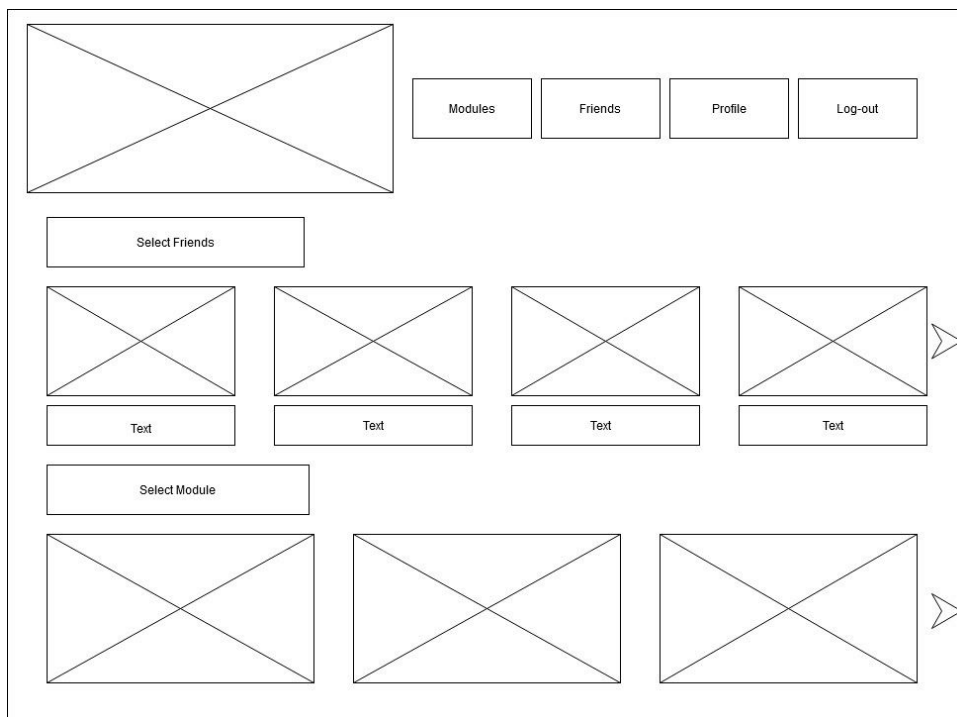 Modules
Friends
Profile
Log-out
Select Friends
Text
Text
Text
Text
Select Module